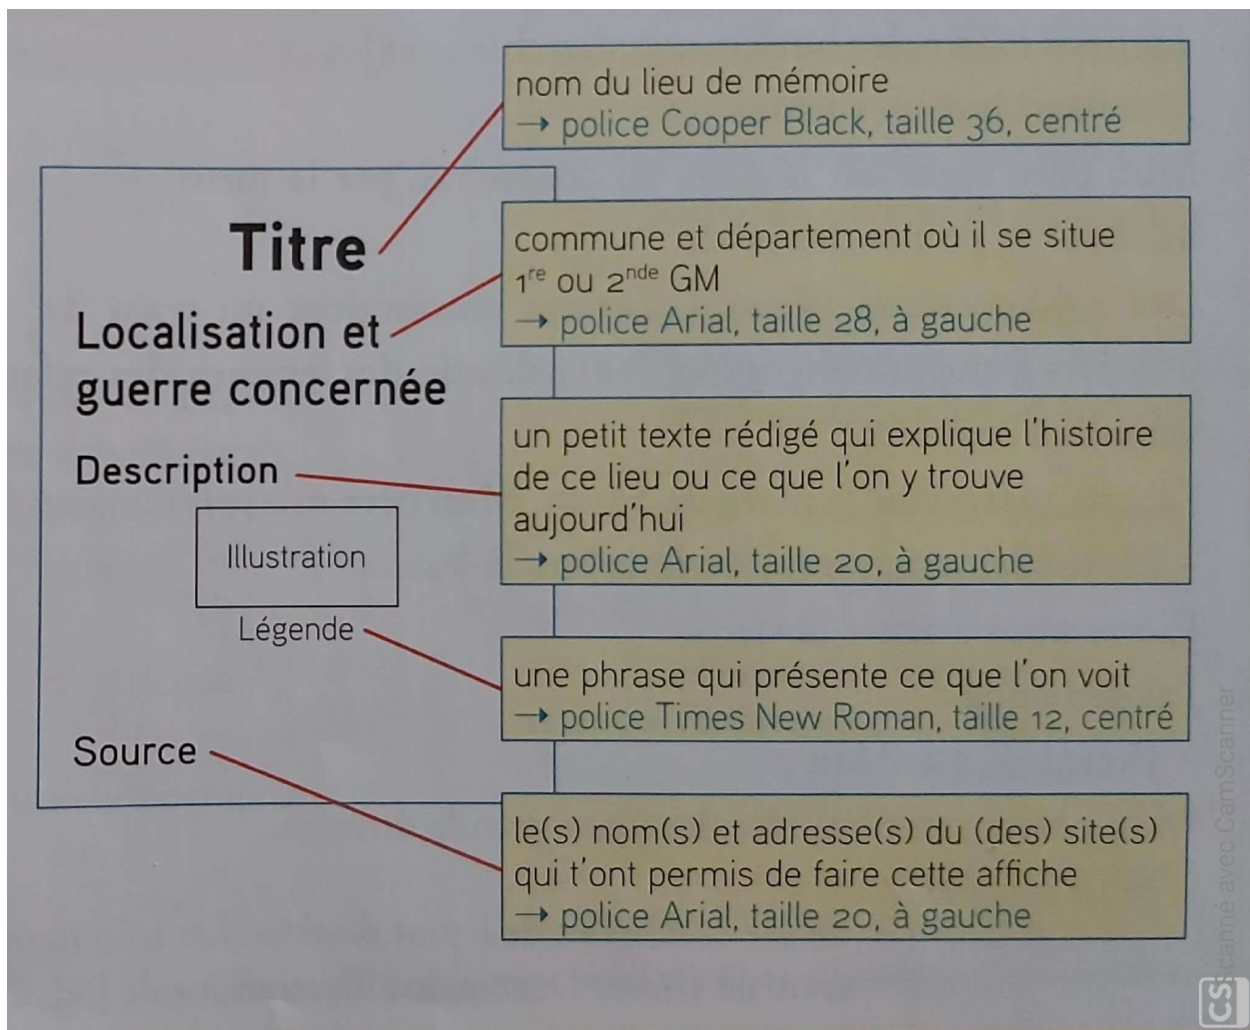 nom du lieu de mémoire
→ police Cooper Black, taille 36, centré
Titre
commune et département où il se situe
1re ou 2nde GM
→ police Arial, taille 28, à gauche
Localisation et
guerre concernée
un petit texte rédigé qui explique l'histoire
de ce lieu ou ce que l'on y trouve
aujourd'hui
→ police Arial, taille 20, à gauche
Description
Illustration
Légende
une phrase qui présente ce que l'on voit
→ police Times New Roman, taille 12, centré
Source
le(s) nom(s) et adresse(s) du (des) site(s)
qui t'ont permis de faire cette affiche
→ police Arial, taille 20, à gauche
Scanné avec CamScanner
CS